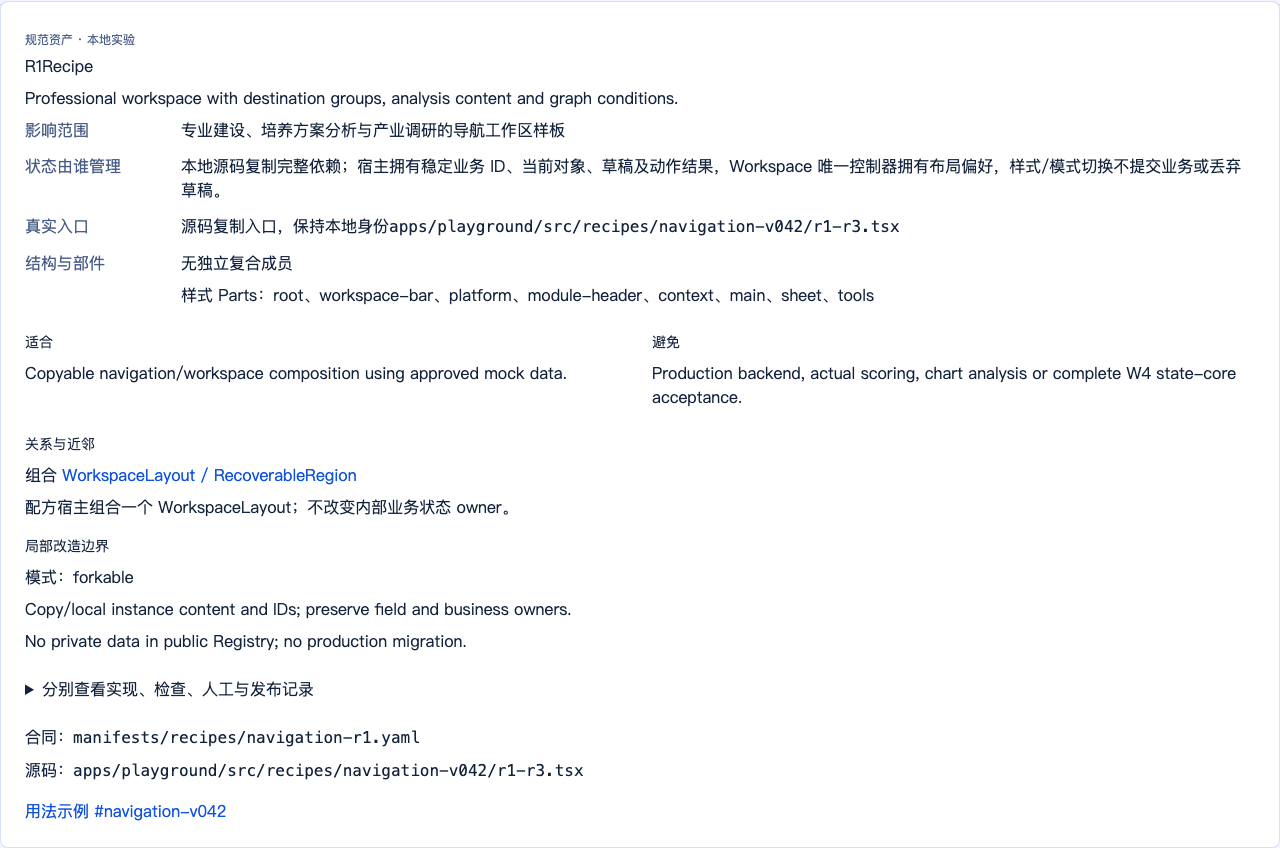 规范资产 · 本地实验
R1Recipe
Professional workspace with destination groups, analysis content and graph conditions.
影响范围 专业建设、培养方案分析与产业调研的导航工作区样板
状态由谁管理 本地源码复制完整依赖；宿主拥有稳定业务 ID、当前对象、草稿及动作结果，Workspace 唯一控制器拥有布局偏好，样式/模式切换不提交业务或丢弃
草稿。
真实入口 源码复制入口，保持本地身份apps/playground/src/recipes/navigation-v042/r1-r3.tsx
结构与部件 无独立复合成员
样式 Parts：root、workspace-bar、platform、module-header、context、main、sheet、tools
适合
Copyable navigation/workspace composition using approved mock data.
避免
Production backend, actual scoring, chart analysis or complete W4 state-core
acceptance.
关系与近邻
组合 WorkspaceLayout / RecoverableRegion
配方宿主组合一个 WorkspaceLayout；不改变内部业务状态 owner。
局部改造边界
模式：forkable
Copy/local instance content and IDs; preserve field and business owners.
No private data in public Registry; no production migration.
▶ 分别查看实现、检查、人工与发布记录
合同：manifests/recipes/navigation-r1.yaml
源码：apps/playground/src/recipes/navigation-v042/r1-r3.tsx
用法示例 #navigation-v042